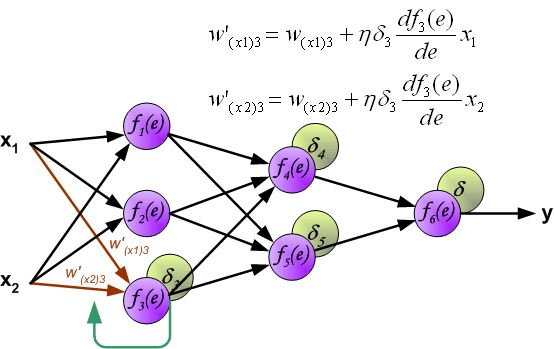 w'(x1)3 = w(x1)3 + ηδ3 df3(e)/de x1
w'(x2)3 = w(x2)3 + ηδ3 df3(e)/de x2
x1
x2
f1(e)
f2(e)
f3(e)
δ3
w'(x1)3
w'(x2)3
f4(e)
δ4
f5(e)
δ5
f6(e)
δ
y